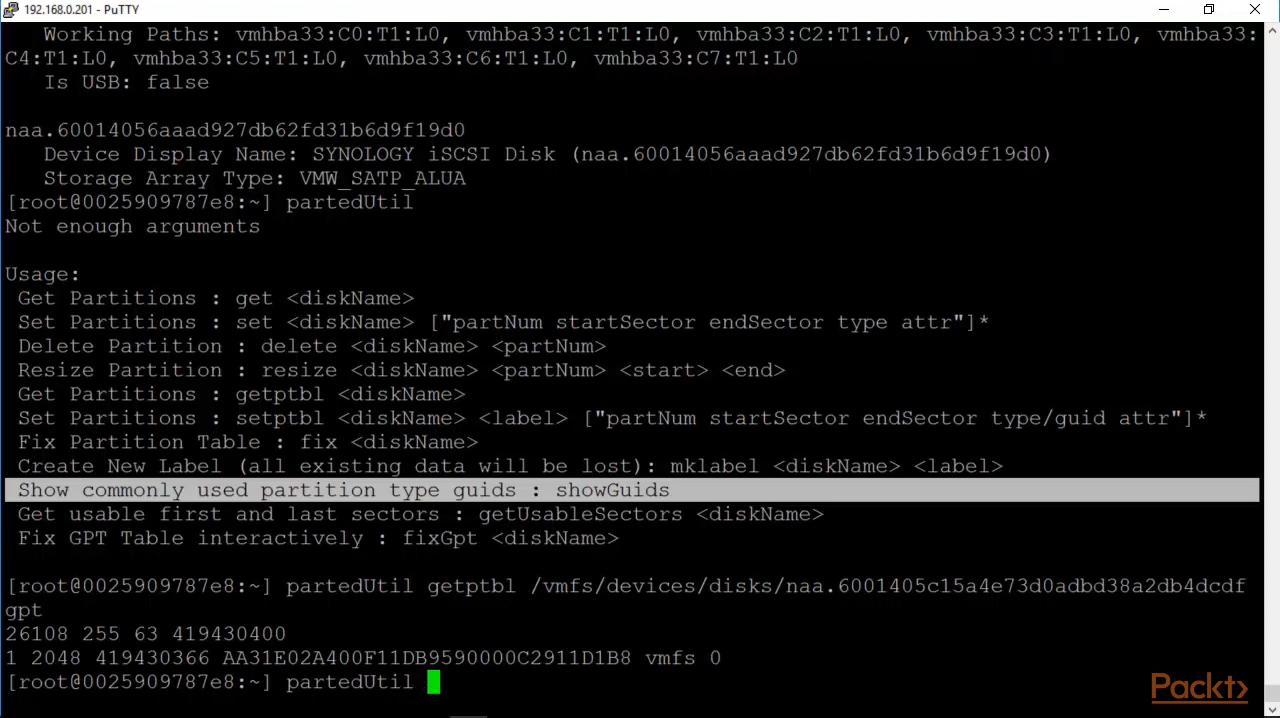 192.168.0.201 - PuTTY
Working Paths: vmhba33:C0:T1:L0, vmhba33:C1:T1:L0, vmhba33:C2:T1:L0, vmhba33:C3:T1:L0, vmhba33:
C4:T1:L0, vmhba33:C5:T1:L0, vmhba33:C6:T1:L0, vmhba33:C7:T1:L0
Is USB: false
naa.60014056aaad927db62fd31b6d9f19d0
Device Display Name: SYNOLOGY iSCSI Disk (naa.60014056aaad927db62fd31b6d9f19d0)
Storage Array Type: VMW_SATP_ALUA
[root@0025909787e8:~] partedUtil
Not enough arguments
Usage:
Get Partitions : get <diskName>
Set Partitions : set <diskName> ["partNum startSector endSector type attr"]*
Delete Partition : delete <diskName> <partNum>
Resize Partition : resize <diskName> <partNum> <start> <end>
Get Partitions : getptbl <diskName>
Set Partitions : setptbl <diskName> <label> ["partNum startSector endSector type/guid attr"]*
Fix Partition Table : fix <diskName>
Create New Label (all existing data will be lost): mklabel <diskName> <label>
Show commonly used partition type guids : showGuids
Get usable first and last sectors : getUsableSectors <diskName>
Fix GPT Table interactively : fixGpt <diskName>
[root@0025909787e8:~] partedUtil getptbl /vmfs/devices/disks/naa.6001405c15a4e73d0adbd38a2db4dcdf
gpt
26108 255 63 419430400
1 2048 419430366 AA31E02A400F11DB9590000C2911D1B8 vmfs 0
[root@0025909787e8:~] partedUtil
Packt>